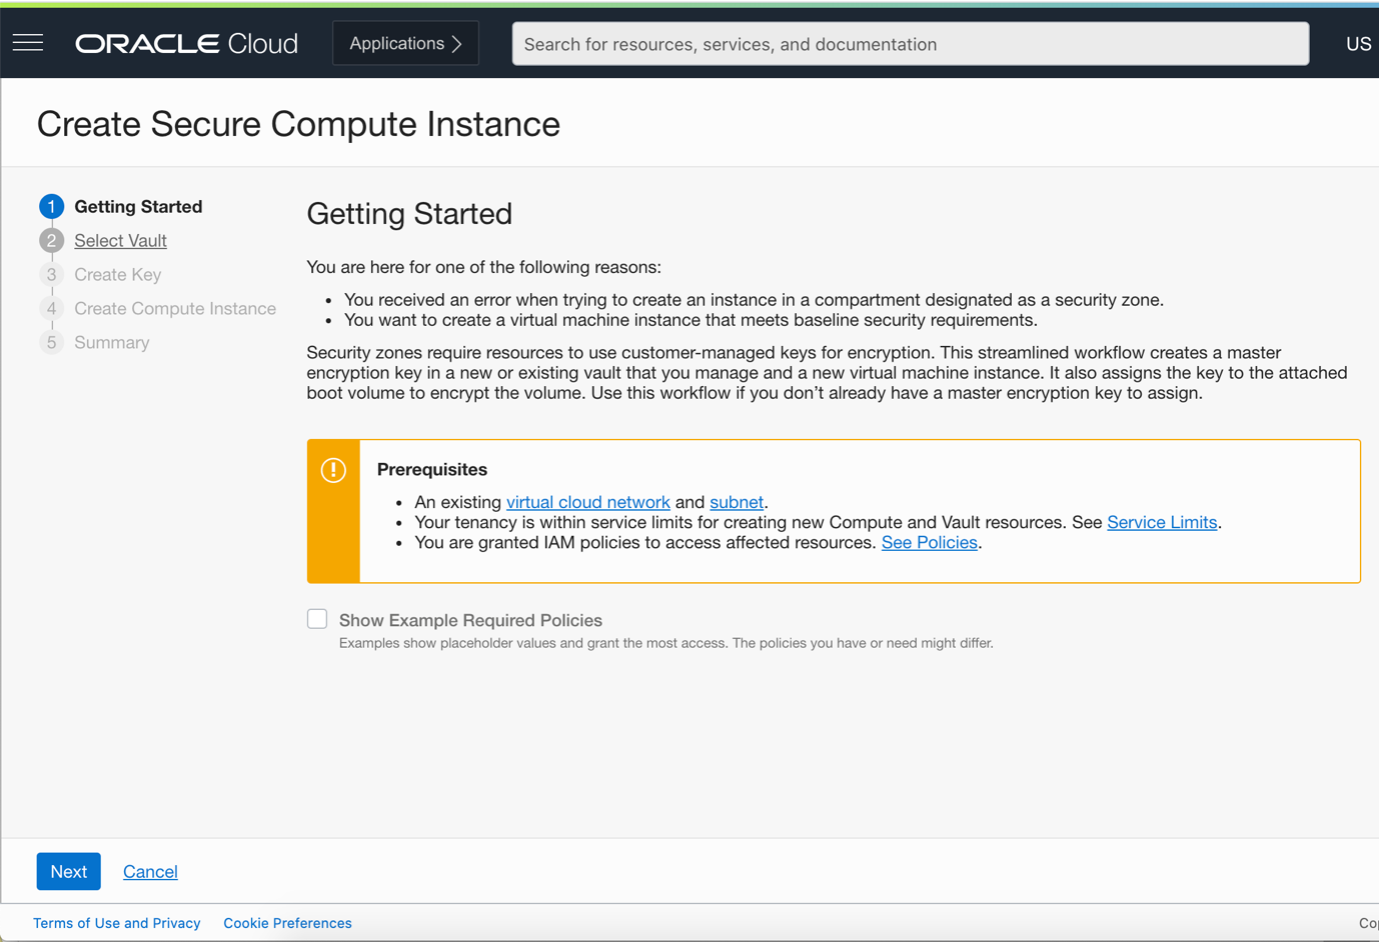 ORACLE Cloud
Applications
Search for resources, services, and documentation
US
Create Secure Compute Instance
1 Getting Started
2 Select Vault
3 Create Key
4 Create Compute Instance
5 Summary
Getting Started
You are here for one of the following reasons:
• You received an error when trying to create an instance in a compartment designated as a security zone.
• You want to create a virtual machine instance that meets baseline security requirements.
Security zones require resources to use customer-managed keys for encryption. This streamlined workflow creates a master
encryption key in a new or existing vault that you manage and a new virtual machine instance. It also assigns the key to the attached
boot volume to encrypt the volume. Use this workflow if you don’t already have a master encryption key to assign.
Prerequisites
• An existing virtual cloud network and subnet.
• Your tenancy is within service limits for creating new Compute and Vault resources. See Service Limits.
• You are granted IAM policies to access affected resources. See Policies.
Show Example Required Policies
Examples show placeholder values and grant the most access. The policies you have or need might differ.
Next
Cancel
Terms of Use and Privacy
Cookie Preferences